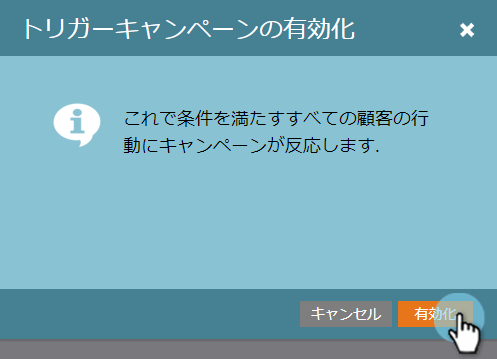 トリガーキャンペーンの有効化
これで条件を満たすすべての顧客の行
動にキャンペーンが反応します.
キャンセル
有効化